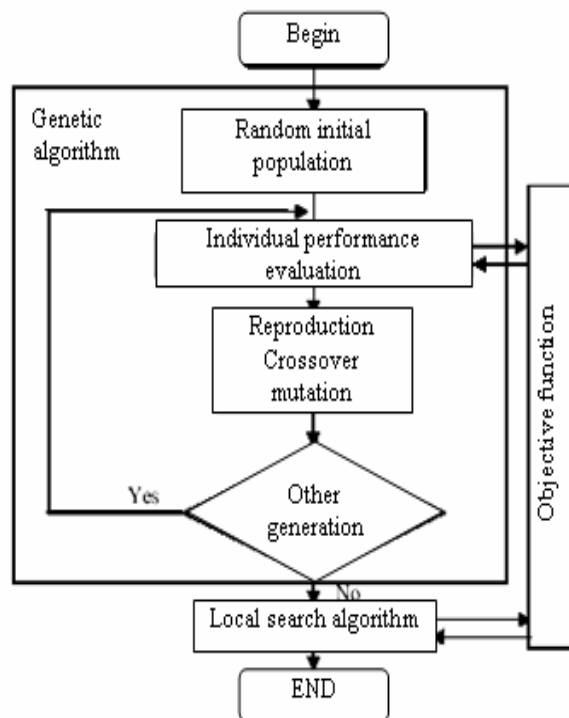 Begin
Genetic
algorithm
Random initial
population
Individual performance
evaluation
Reproduction
Crossover
mutation
Yes
Other
generation
No
Local search algorithm
END
Objective function